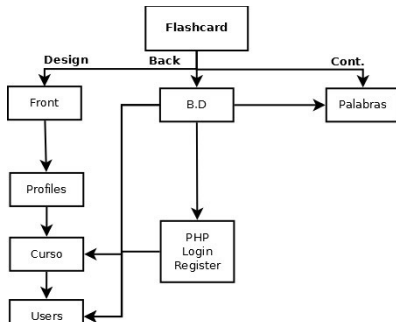 Flashcard
Design Back Cont.
Front B.D Palabras
Profiles
PHP
Login
Register
Curso
Users